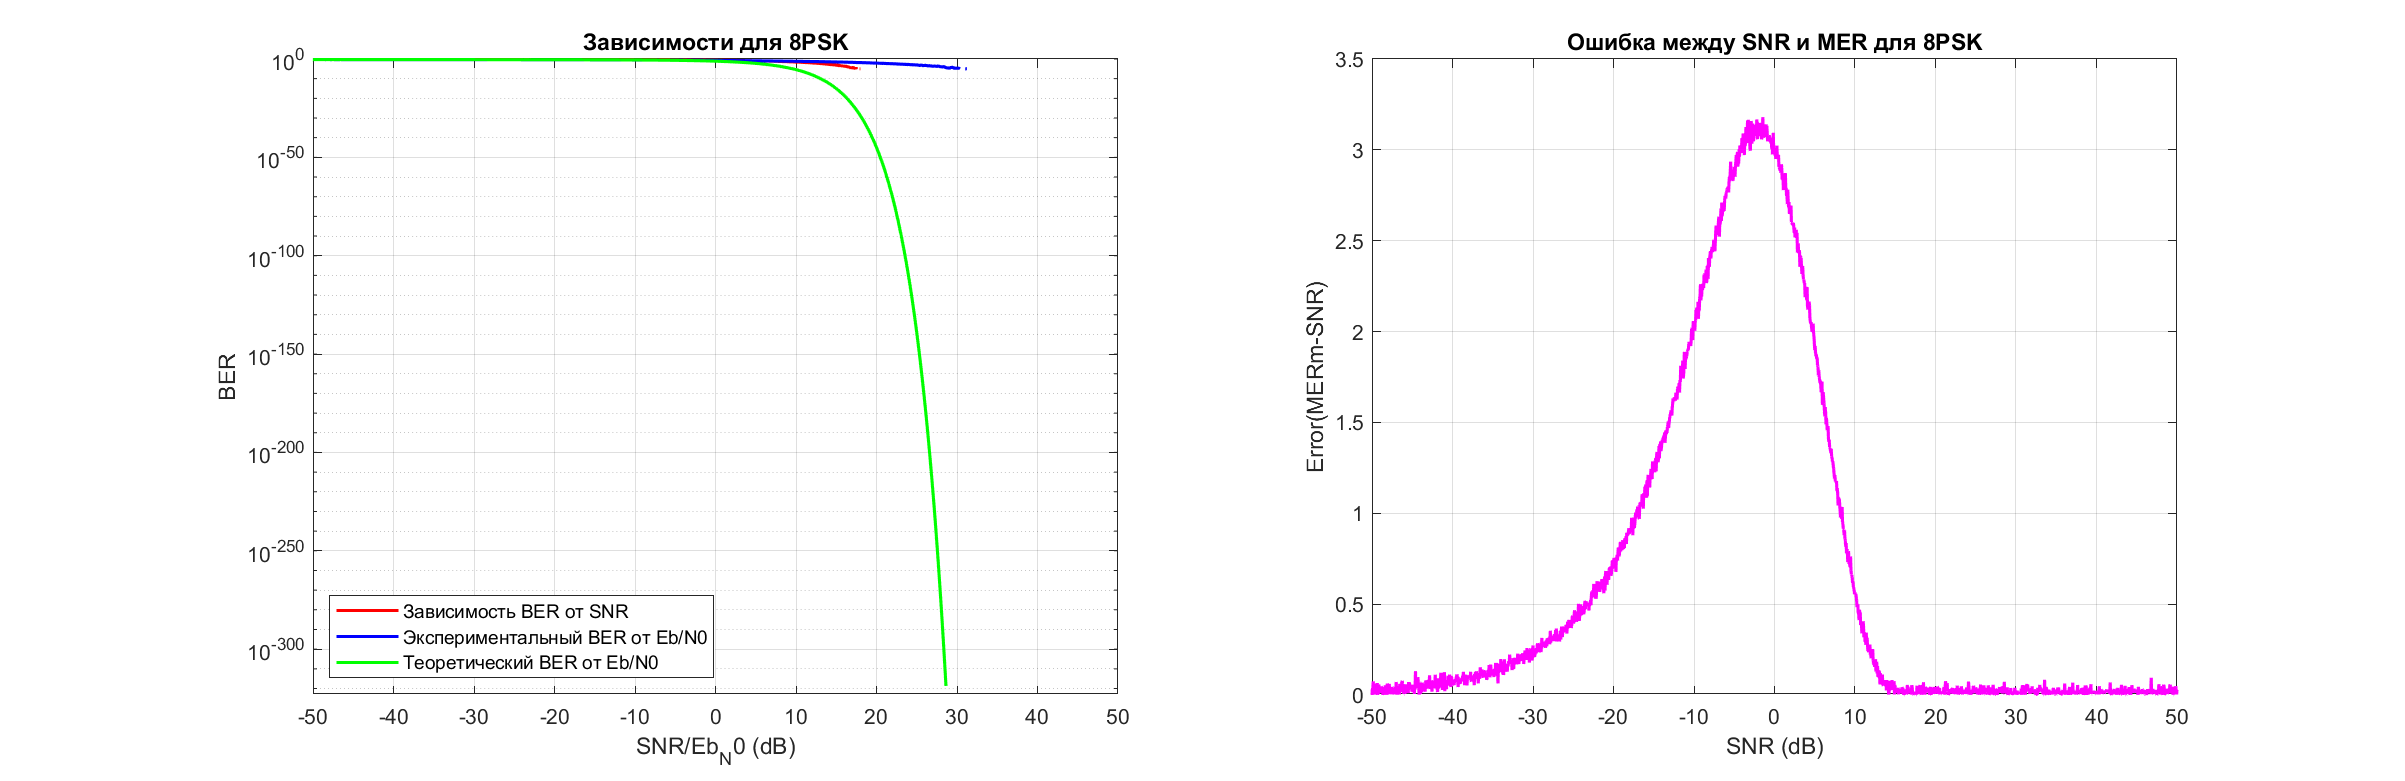 Зависимости для 8PSK
10^0
10^-50
10^-100
10^-150
10^-200
10^-250
10^-300
BER
-50 -40 -30 -20 -10 0 10 20 30 40 50
SNR/Eb_N0 (dB)
Зависимость BER от SNR
Экспериментальный BER от Eb/N0
Теоретический BER от Eb/N0
Ошибка между SNR и MER для 8PSK
3.5
3
2.5
2
1.5
1
0.5
0
Error(MERm-SNR)
-50 -40 -30 -20 -10 0 10 20 30 40 50
SNR (dB)